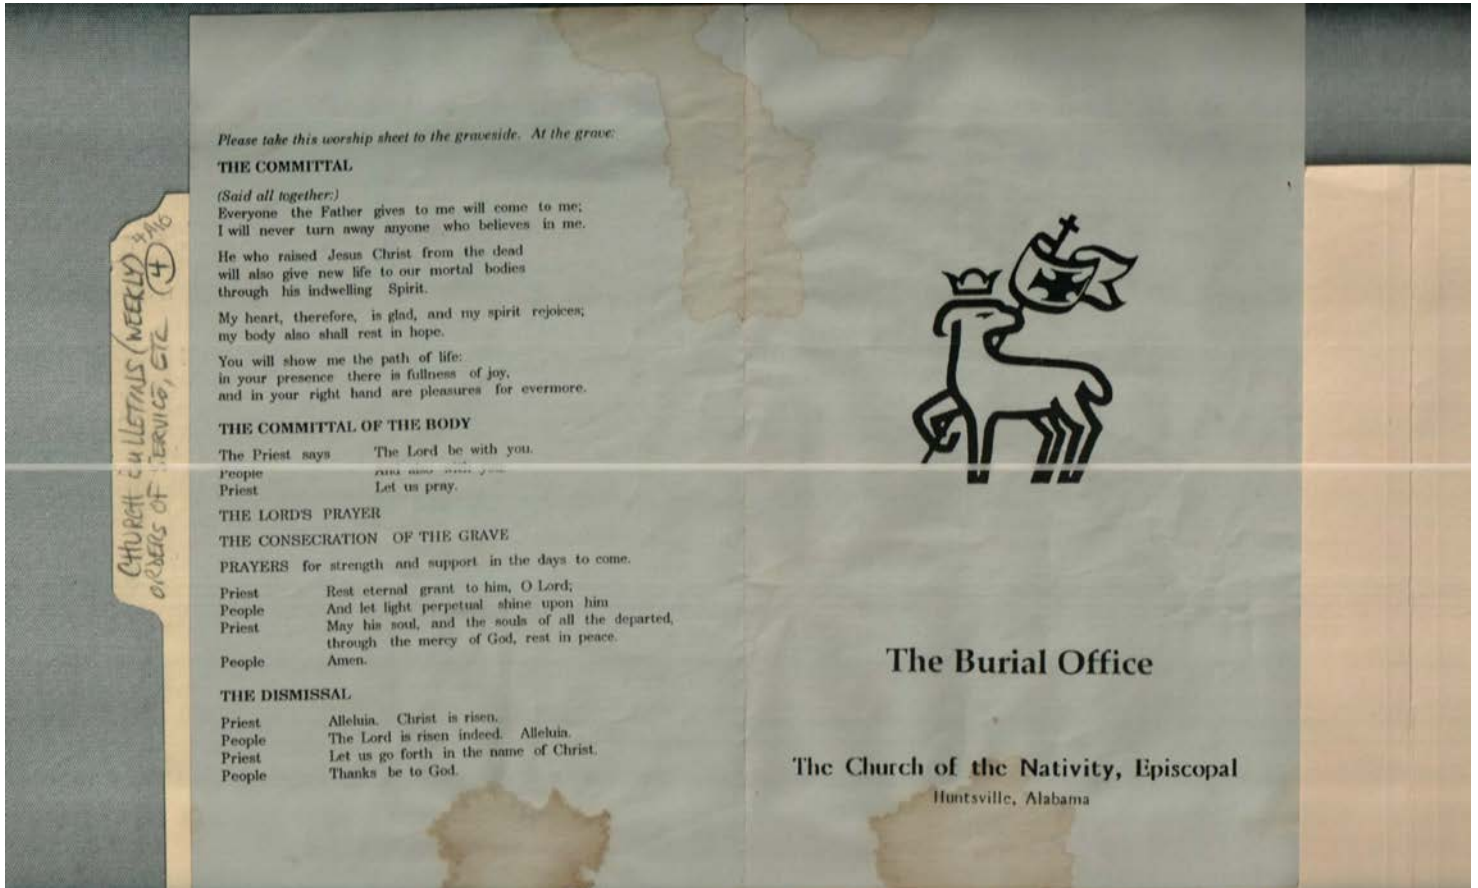 Please take this worship sheet to the graveside. At the grave:
THE COMMITTAL
(Said all together:)
Everyone the Father gives to me will come to me;
I will never turn away anyone who believes in me.
He who raised Jesus Christ from the dead
will also give new life to our mortal bodies
through his indwelling Spirit.
My heart, therefore, is glad, and my spirit rejoices;
my body also shall rest in hope.
You will show me the path of life:
in your presence there is fullness of joy,
and in your right hand are pleasures for evermore.
THE COMMITTAL OF THE BODY
The Priest says The Lord be with you.
People And also with you.
Priest Let us pray.
THE LORD'S PRAYER
THE CONSECRATION OF THE GRAVE
PRAYERS for strength and support in the days to come.
Priest Rest eternal grant to him, O Lord;
People And let light perpetual shine upon him
Priest May his soul, and the souls of all the departed,
through the mercy of God, rest in peace.
People Amen.
THE DISMISSAL
Priest Alleluia. Christ is risen.
People The Lord is risen indeed. Alleluia.
Priest Let us go forth in the name of Christ.
People Thanks be to God.
The Burial Office
The Church of the Nativity, Episcopal
Huntsville, Alabama
CHURCH BULLETINS (WEEKLY)
ORDERS OF SERVICE, ETC (4)